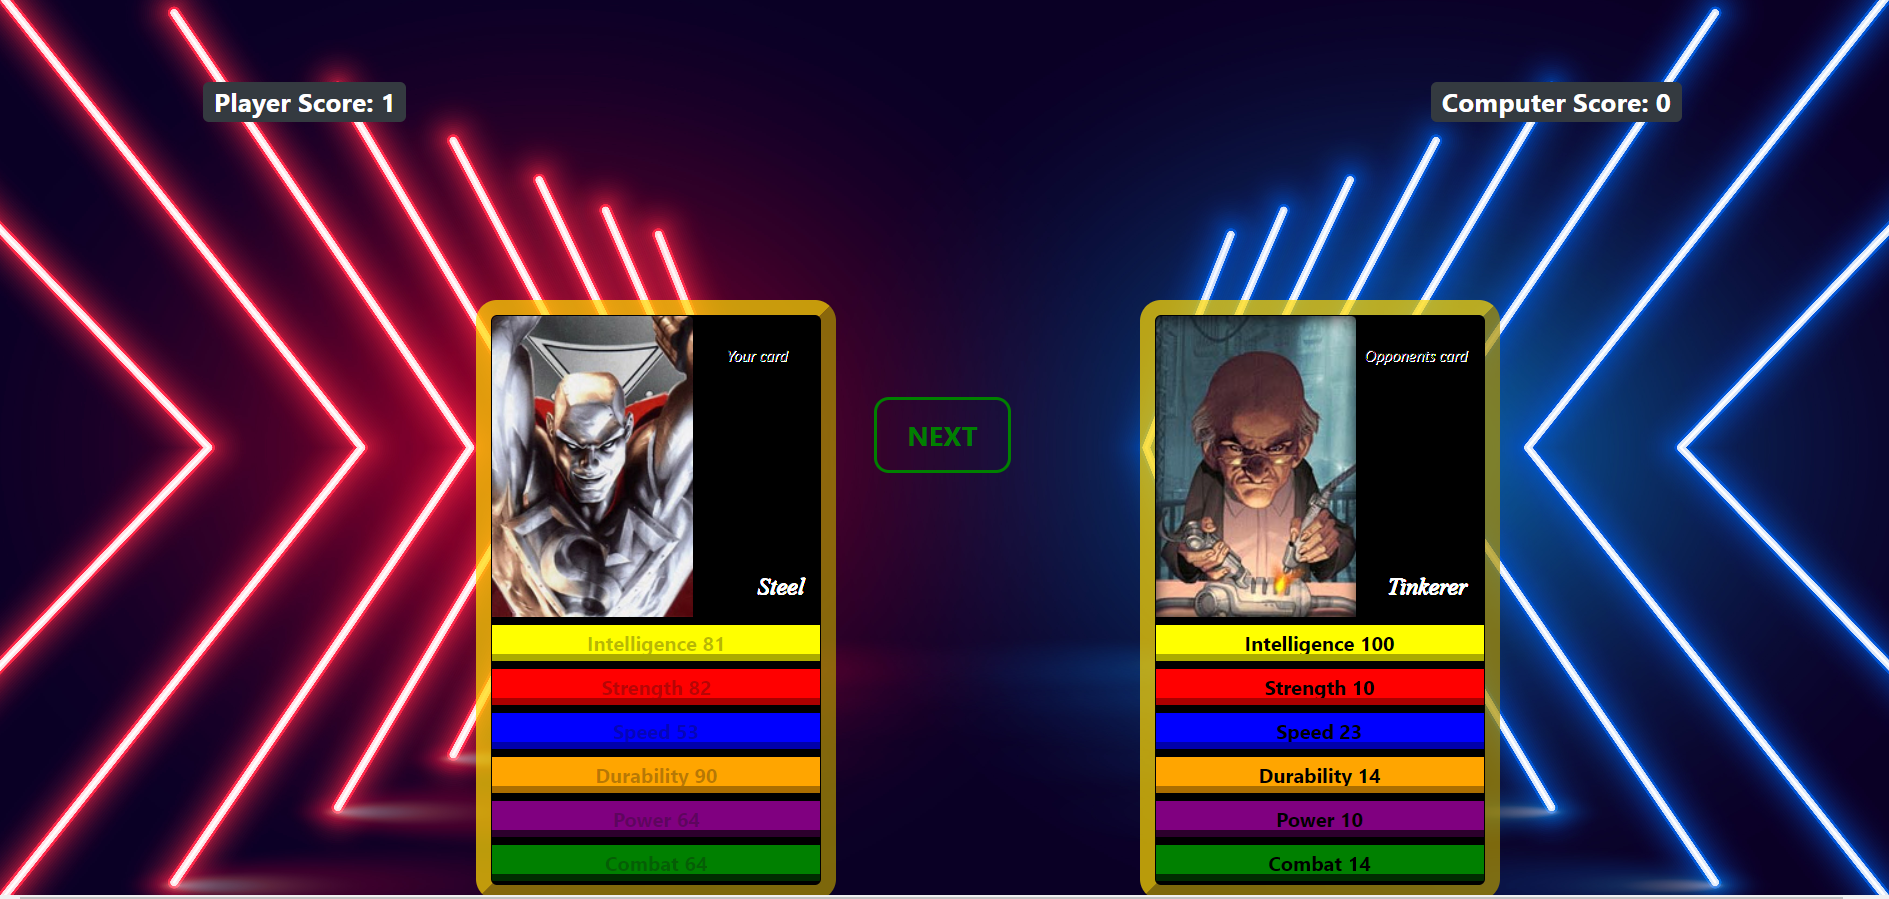 Player Score: 1
Computer Score: 0
Your card
Steel
Intelligence 81
Strength 82
Speed 53
Durability 90
Power 64
Combat 64
NEXT
Opponents card
Tinkerer
Intelligence 100
Strength 10
Speed 23
Durability 14
Power 10
Combat 14